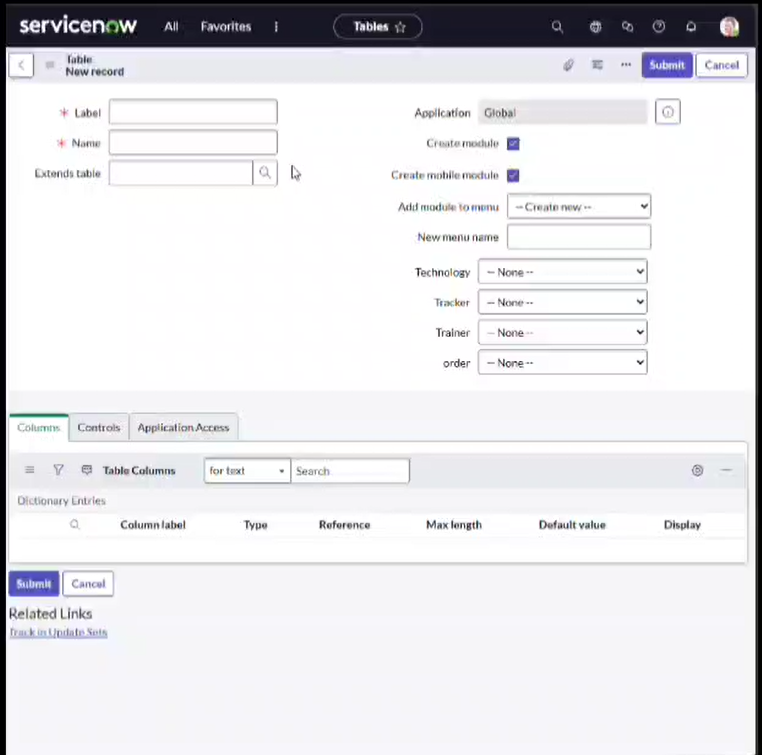 servicenow All Favorites Tables
Table
New record
Submit Cancel
* Label
* Name
Extends table
Application Global
Create module
Create mobile module
Add module to menu -- Create new --
New menu name
Technology -- None --
Tracker -- None --
Trainer -- None --
order -- None --
Columns Controls Application Access
Table Columns for text Search
Dictionary Entries
Column label Type Reference Max length Default value Display
Submit Cancel
Related Links
Track in Update Sets